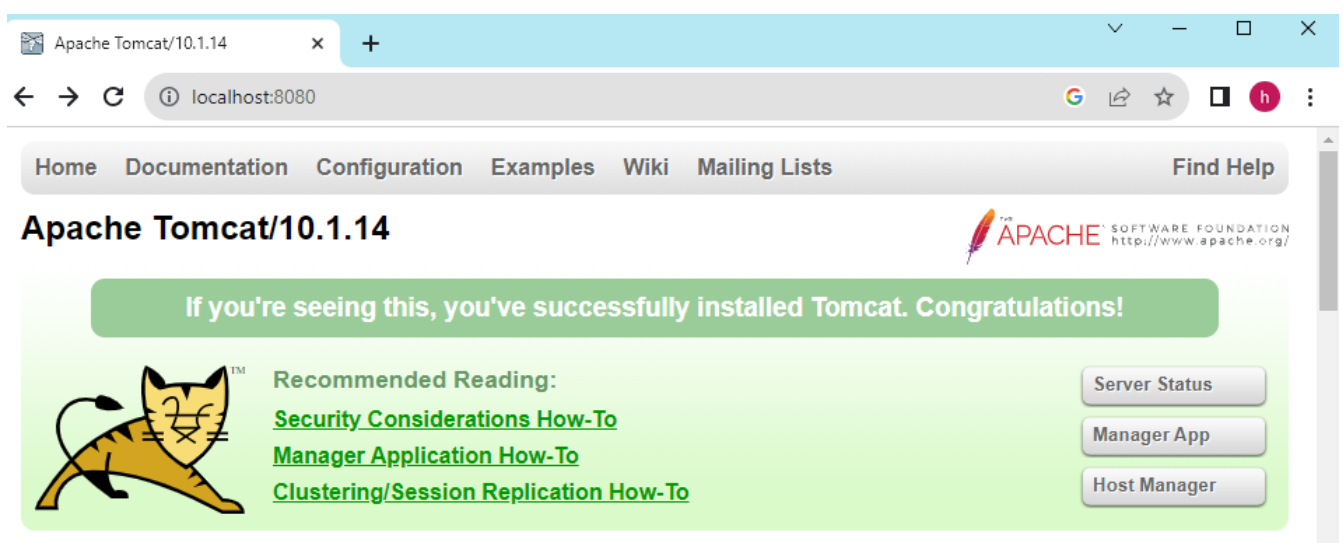 Apache Tomcat/10.1.14
localhost:8080
h
Home Documentation Configuration Examples Wiki Mailing Lists Find Help
Apache Tomcat/10.1.14
THE APACHE SOFTWARE FOUNDATION
http://www.apache.org/
If you're seeing this, you've successfully installed Tomcat. Congratulations!
TM
Recommended Reading:
Security Considerations How-To
Manager Application How-To
Clustering/Session Replication How-To
Server Status
Manager App
Host Manager